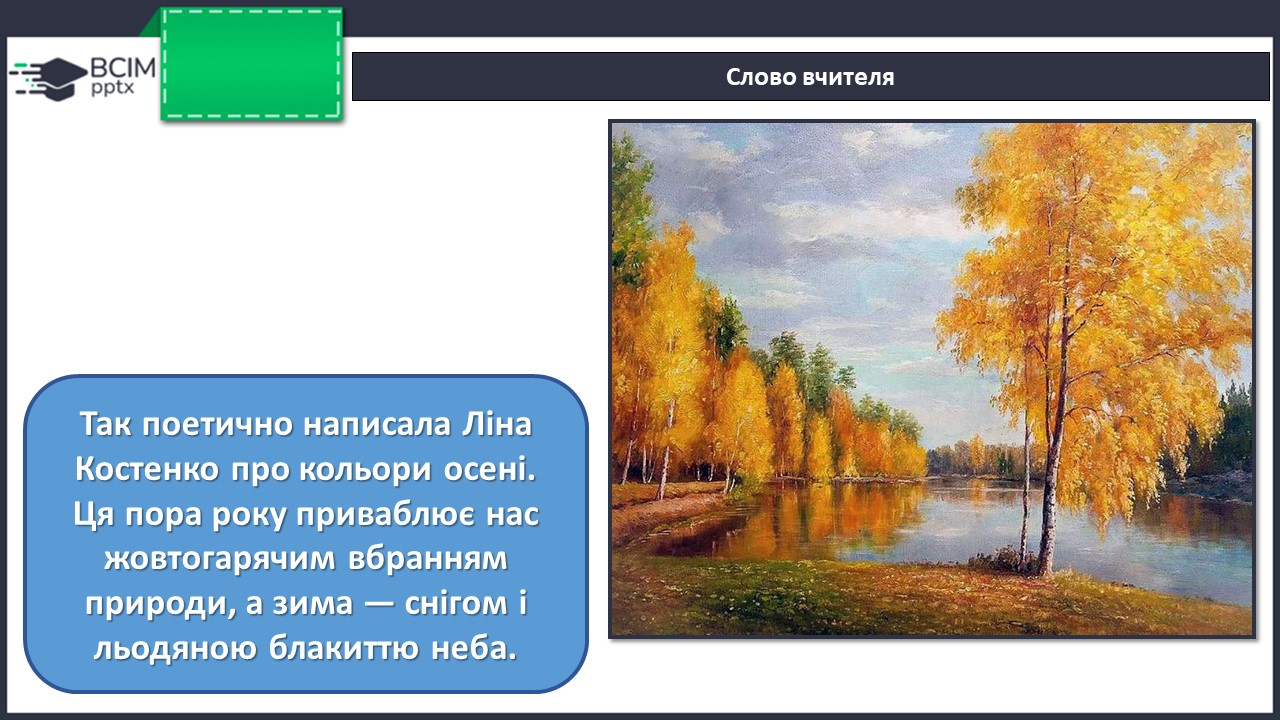 BCIM
pptx
Слово вчителя
Так поетично написала Ліна
Костенко про кольори осені.
Ця пора року приваблює нас
жовтогарячим вбранням
природи, а зима — снігом і
льодяною блакиттю неба.